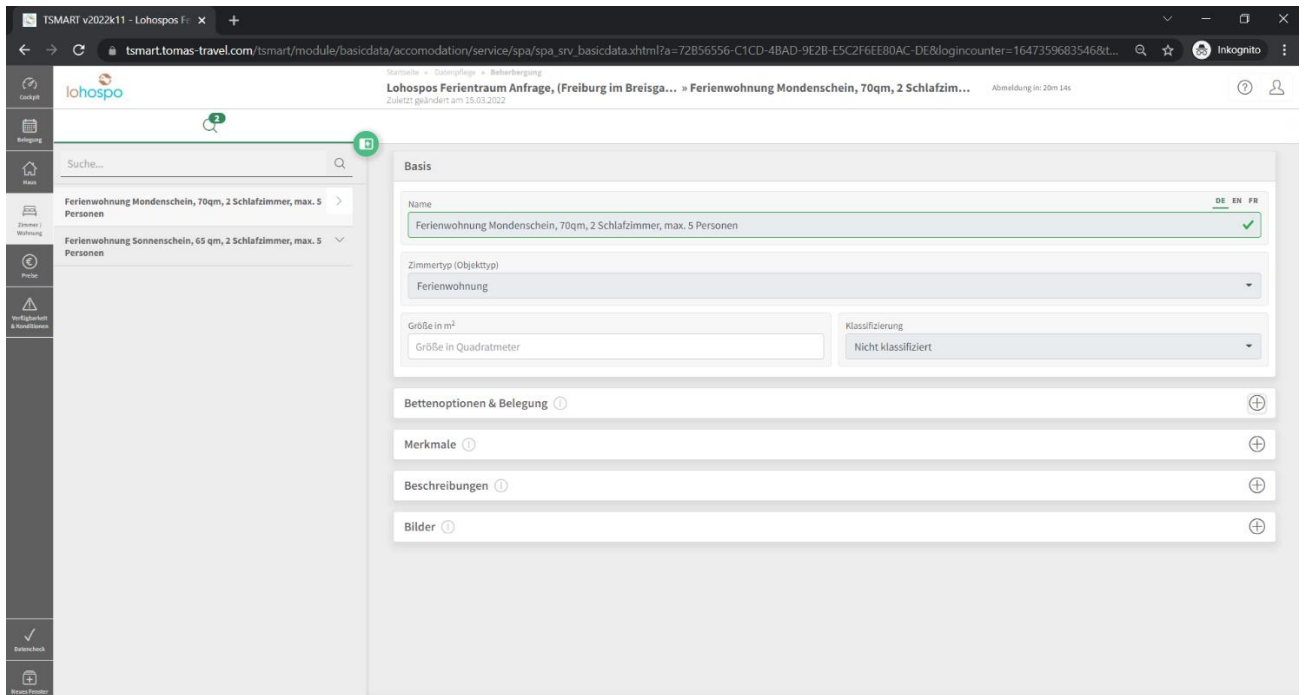 TSMART v2022k11 - Lohospos Fe
tsmart.tomas-travel.com/tsmart/module/basicdata/accomodation/service/spa/spa_srv_basicdata.xhtml?a=72B56556-C1CD-4BAD-9E2B-E5C2F6EE80AC-DE&logincounter=1647359683546&t...
Inkognito
Cockpit
Belegung
Haus
Zimmer /
Wohnung
Preise
Verfügbarkeit
& Konditionen
Datencheck
Neues Fenster
lohospo
2
Suche...
Ferienwohnung Mondenschein, 70qm, 2 Schlafzimmer, max. 5
Personen
Ferienwohnung Sonnenschein, 65 qm, 2 Schlafzimmer, max. 5
Personen
Startseite » Datenpflege » Beherbergung
Lohospos Ferientraum Anfrage, (Freiburg im Breisga... » Ferienwohnung Mondenschein, 70qm, 2 Schlafzim...
Abmeldung in: 20m 14s
Zuletzt geändert am 15.03.2022
Basis
Name
DE EN FR
Ferienwohnung Mondenschein, 70qm, 2 Schlafzimmer, max. 5 Personen
Zimmertyp (Objekttyp)
Ferienwohnung
Größe in m²
Klassifizierung
Größe in Quadratmeter
Nicht klassifiziert
Bettenoptionen & Belegung
Merkmale
Beschreibungen
Bilder